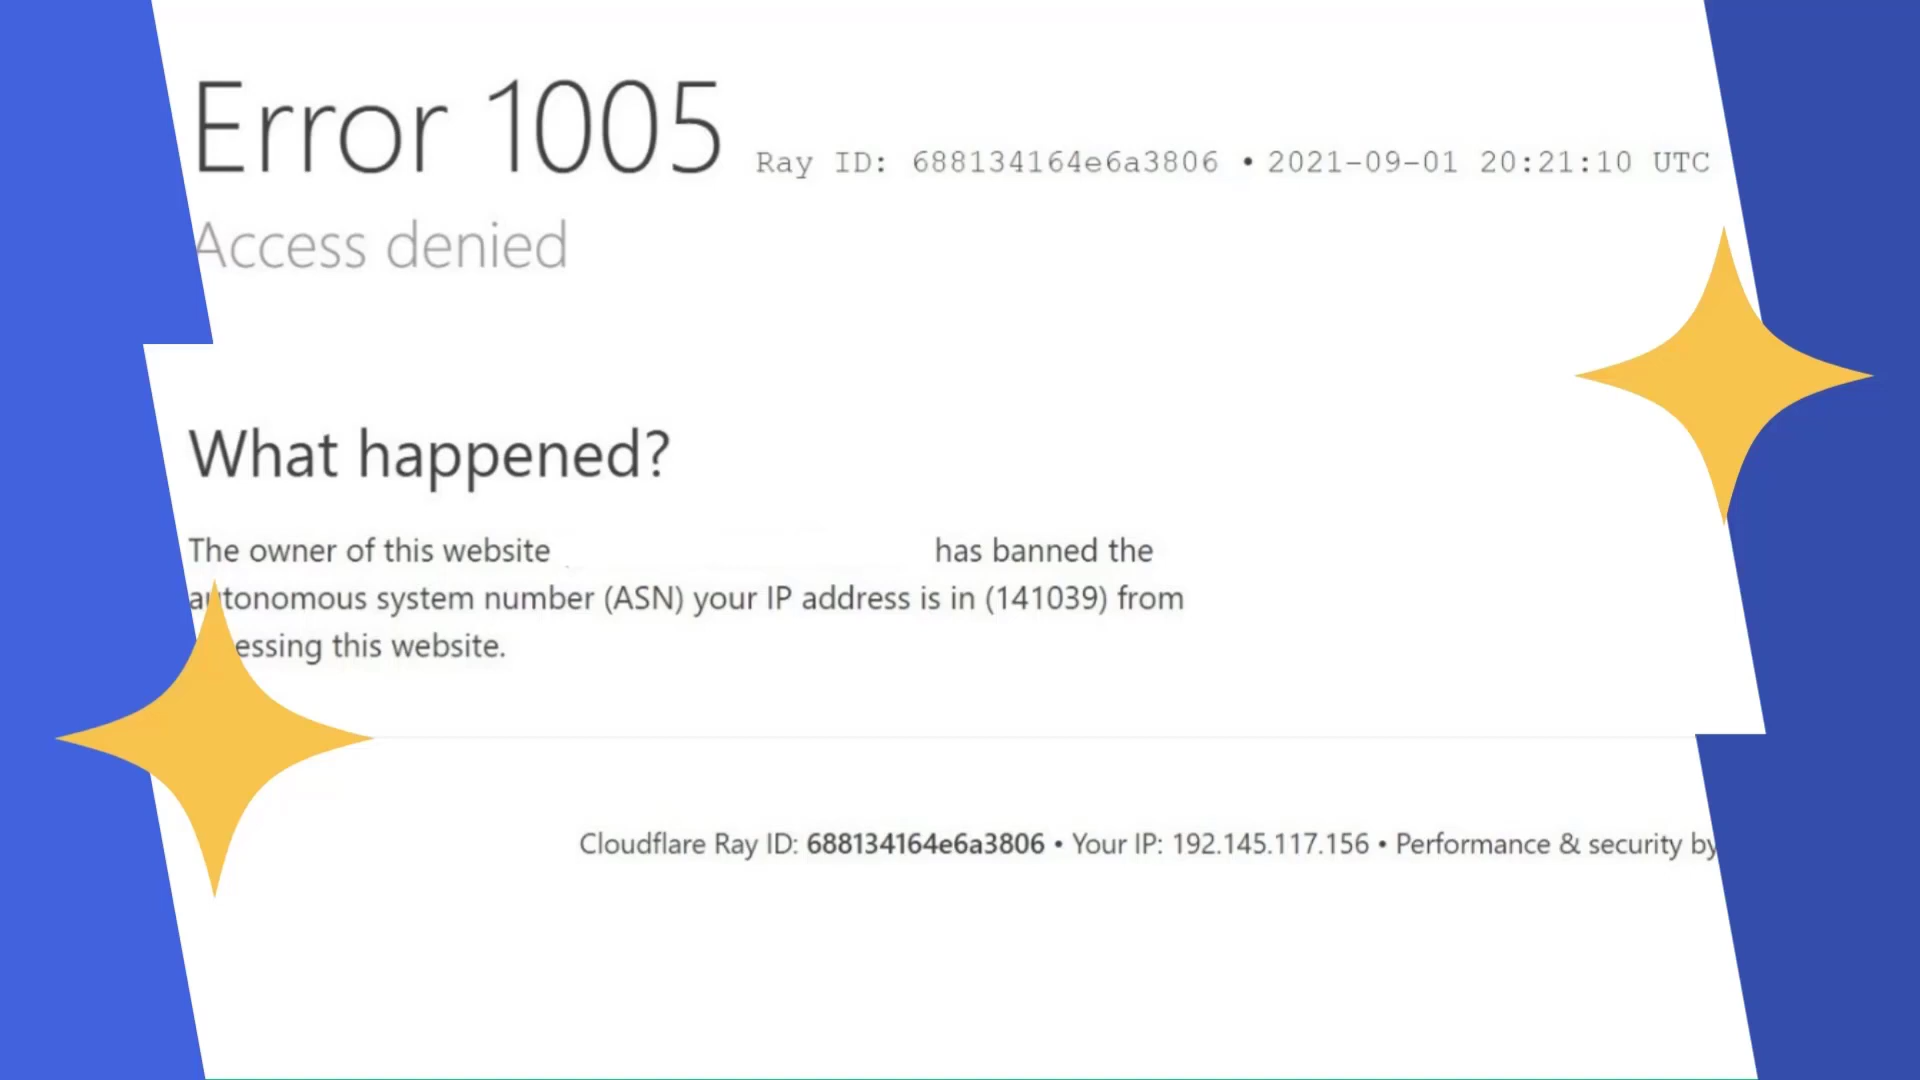 Error 1005 Ray ID: 688134164e6a3806 • 2021-09-01 20:21:10 UTC
Access denied
What happened?
The owner of this website has banned the
autonomous system number (ASN) your IP address is in (141039) from
essing this website.
Cloudflare Ray ID: 688134164e6a3806 • Your IP: 192.145.117.156 • Performance & security by